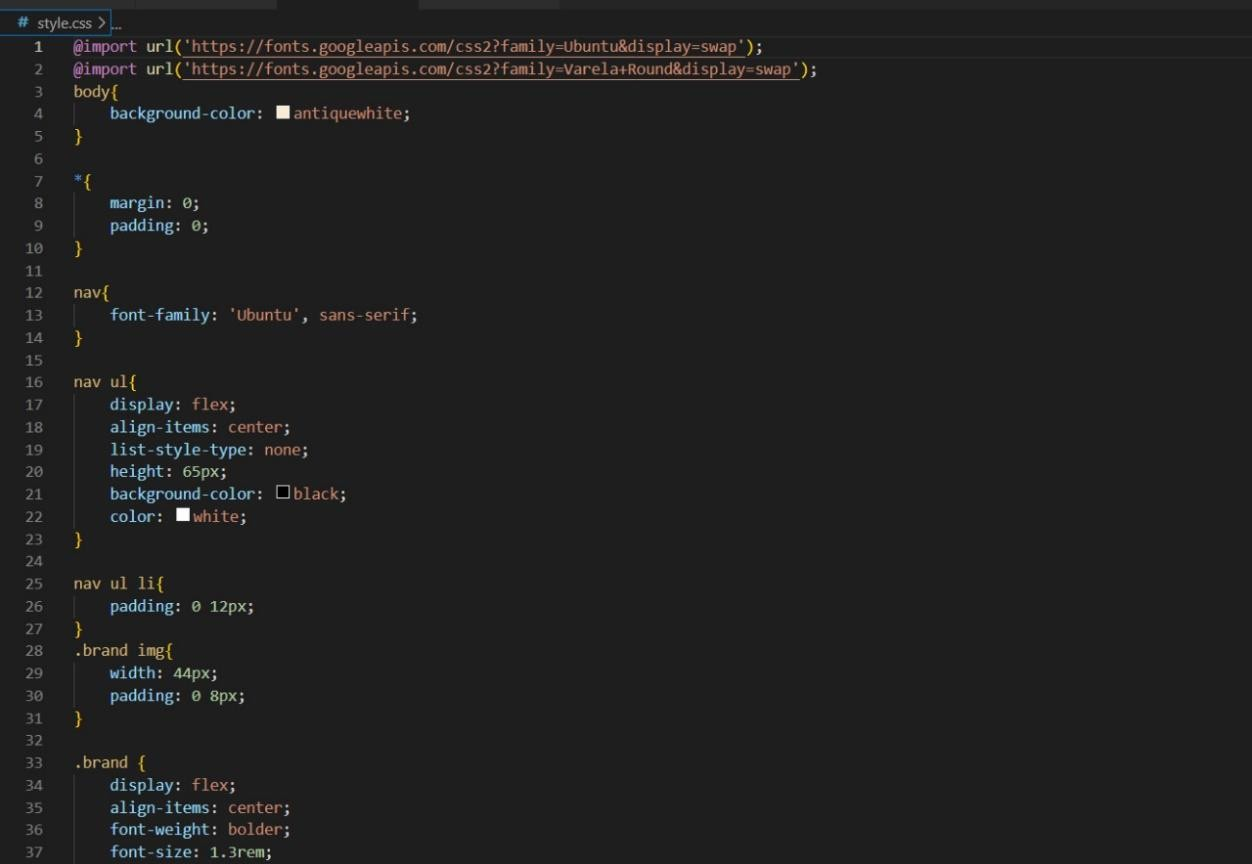 # style.css > ...
1 @import url('https://fonts.googleapis.com/css2?family=Ubuntu&display=swap');
2 @import url('https://fonts.googleapis.com/css2?family=Varela+Round&display=swap');
3 body{
4 background-color: antiquewhite;
5 }
6
7 *{
8 margin: 0;
9 padding: 0;
10 }
11
12 nav{
13 font-family: 'Ubuntu', sans-serif;
14 }
15
16 nav ul{
17 display: flex;
18 align-items: center;
19 list-style-type: none;
20 height: 65px;
21 background-color: black;
22 color: white;
23 }
24
25 nav ul li{
26 padding: 0 12px;
27 }
28 .brand img{
29 width: 44px;
30 padding: 0 8px;
31 }
32
33 .brand {
34 display: flex;
35 align-items: center;
36 font-weight: bolder;
37 font-size: 1.3rem;